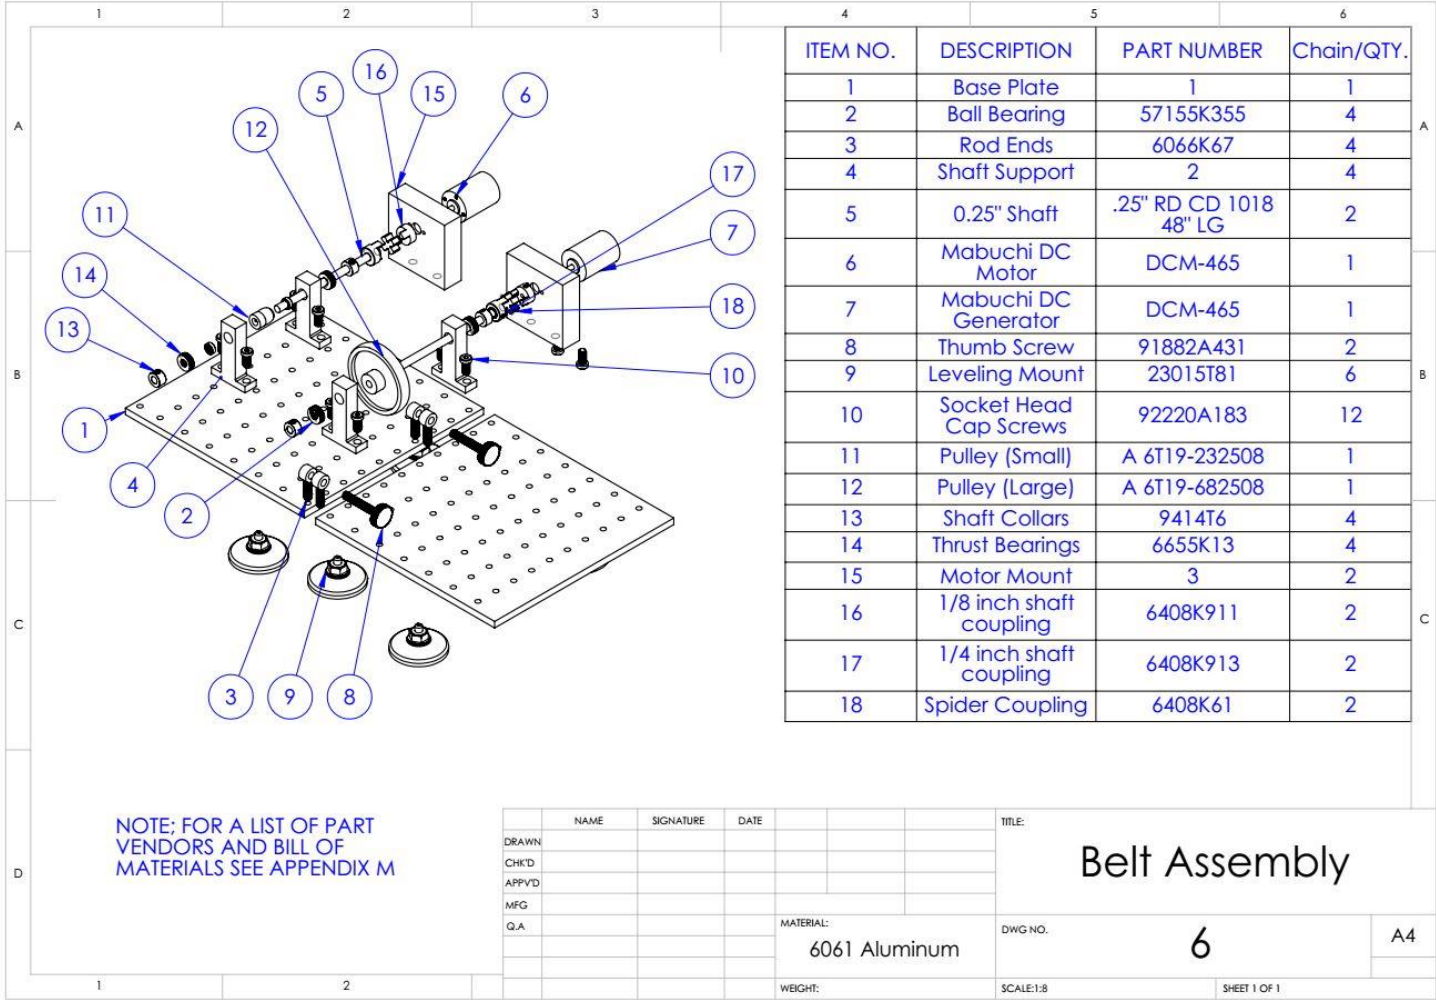 1 2 3 4 5 6
ITEM NO. DESCRIPTION PART NUMBER Chain/QTY.
1 Base Plate 1 1
2 Ball Bearing 57155K355 4
3 Rod Ends 6066K67 4
4 Shaft Support 2 4
5 0.25" Shaft .25" RD CD 1018
48" LG 2
6 Mabuchi DC
Motor DCM-465 1
7 Mabuchi DC
Generator DCM-465 1
8 Thumb Screw 91882A431 2
9 Leveling Mount 23015T81 6
10 Socket Head
Cap Screws 92220A183 12
11 Pulley (Small) A 6T19-232508 1
12 Pulley (Large) A 6T19-682508 1
13 Shaft Collars 9414T6 4
14 Thrust Bearings 6655K13 4
15 Motor Mount 3 2
16 1/8 inch shaft
coupling 6408K911 2
17 1/4 inch shaft
coupling 6408K913 2
18 Spider Coupling 6408K61 2
16
5 15 6
12
17
11
7
14
18
13
10
1
4
2
3 9 8
A A
B B
C C
D
NOTE; FOR A LIST OF PART
VENDORS AND BILL OF
MATERIALS SEE APPENDIX M
NAME SIGNATURE DATE
DRAWN
CHK'D
APPV'D
MFG
Q.A
MATERIAL:
6061 Aluminum
WEIGHT:
TITLE:
Belt Assembly
DWG NO.
6
A4
SCALE:1:8
SHEET 1 OF 1
1 2